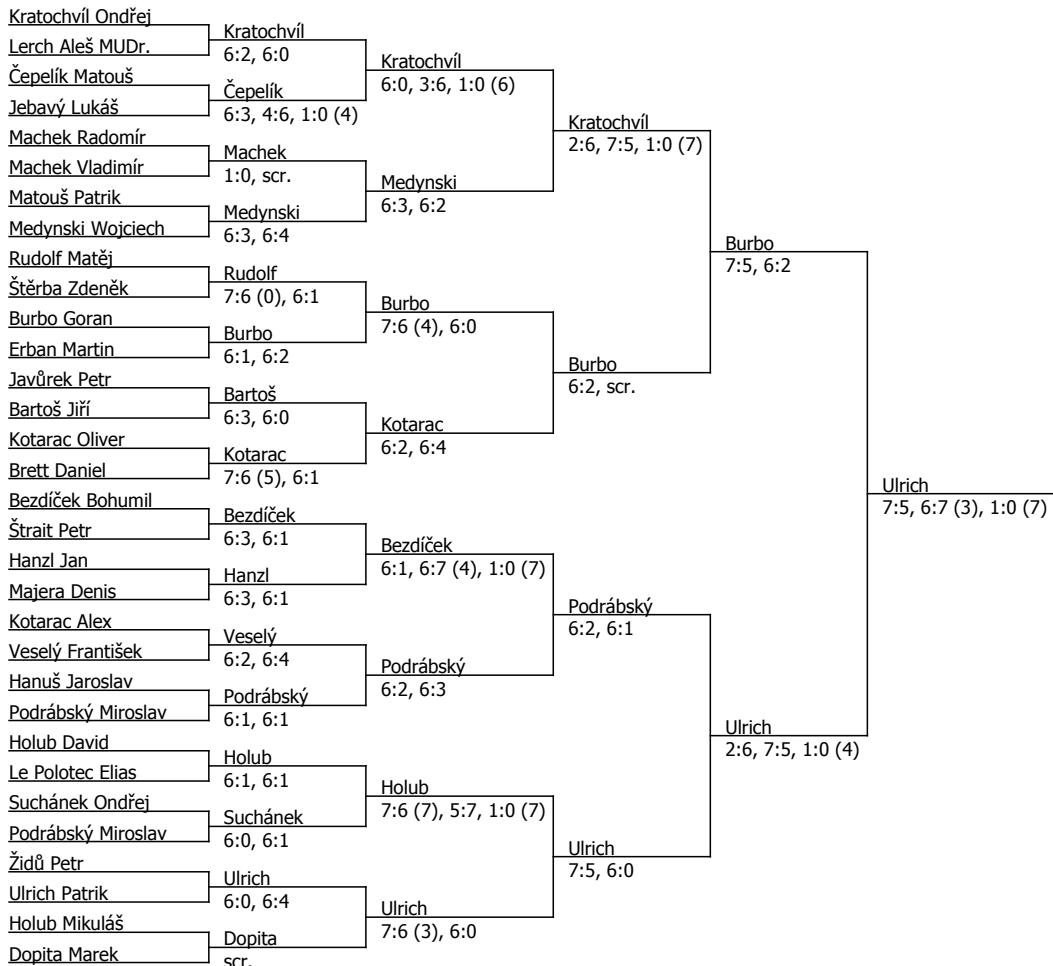 Kratochvíl Ondřej
Lerch Aleš MUDr.
Čepelík Matouš
Jebavý Lukáš
Machek Radomír
Machek Vladimír
Matouš Patrik
Medynski Wojciech
Rudolf Matěj
Štěrba Zdeněk
Burbo Goran
Erban Martin
Javůrek Petr
Bartoš Jiří
Kotarac Oliver
Brett Daniel
Bezdíček Bohumil
Štrait Petr
Hanzl Jan
Majera Denis
Kotarac Alex
Veselý František
Hanuš Jaroslav
Podrábský Miroslav
Holub David
Le Polotec Elias
Suchánek Ondřej
Podrábský Miroslav
Židů Petr
Ulrich Patrik
Holub Mikuláš
Dopita Marek
Kratochvíl
6:2, 6:0
Čepelík
6:3, 4:6, 1:0 (4)
Machek
1:0, scr.
Medynski
6:3, 6:4
Rudolf
7:6 (0), 6:1
Burbo
6:1, 6:2
Bartoš
6:3, 6:0
Kotarac
7:6 (5), 6:1
Bezdíček
6:3, 6:1
Hanzl
6:3, 6:1
Veselý
6:2, 6:4
Podrábský
6:1, 6:1
Holub
6:1, 6:1
Suchánek
6:0, 6:1
Ulrich
6:0, 6:4
Dopita
scr.
Kratochvíl
6:0, 3:6, 1:0 (6)
Medynski
6:3, 6:2
Burbo
7:6 (4), 6:0
Kotarac
6:2, 6:4
Bezdíček
6:1, 6:7 (4), 1:0 (7)
Podrábský
6:2, 6:3
Holub
7:6 (7), 5:7, 1:0 (7)
Ulrich
7:6 (3), 6:0
Kratochvíl
2:6, 7:5, 1:0 (7)
Burbo
6:2, scr.
Podrábský
6:2, 6:1
Ulrich
7:5, 6:0
Burbo
7:5, 6:2
Ulrich
2:6, 7:5, 1:0 (4)
Ulrich
7:5, 6:7 (3), 1:0 (7)